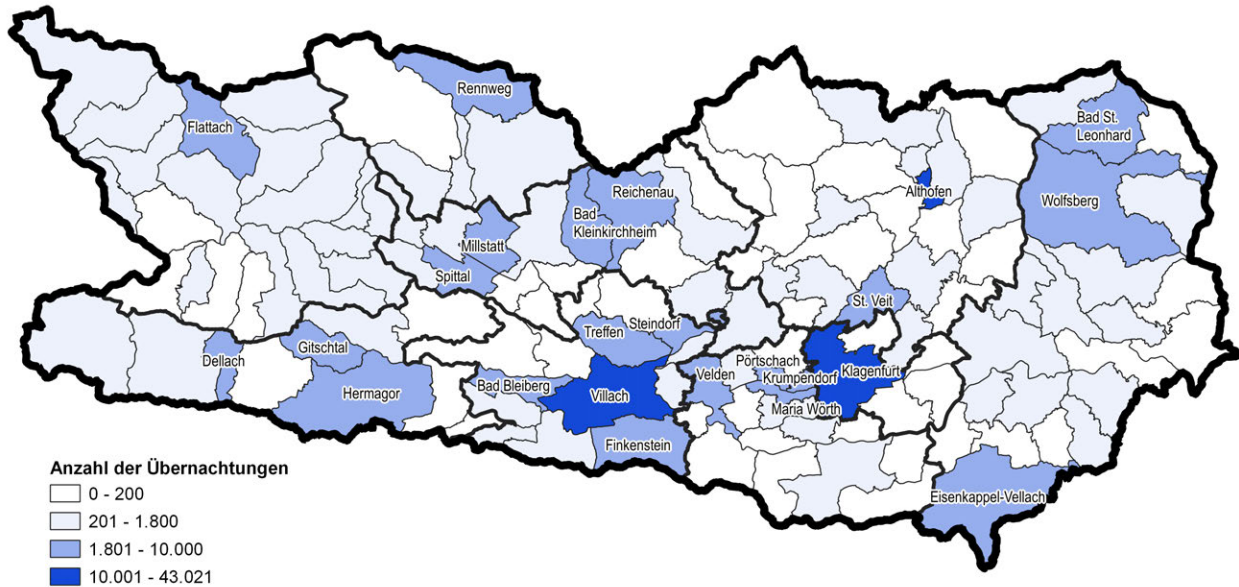 Rennweg
Flattach
Bad St.
Leonhard
Reichenau
Althofen
Wolfsberg
Bad
Kleinkirchheim
Millstatt
Spittal
St. Veit
Steindorf
Treffen
Gitschtal
Dellach
Pörtschach
Velden
Krumpendorf
Klagenfurt
Bad Bleiberg
Hermagor
Villach
Maria Wörth
Finkenstein
Eisenkappel-Vellach
Anzahl der Übernachtungen
0 - 200
201 - 1.800
1.801 - 10.000
10.001 - 43.021